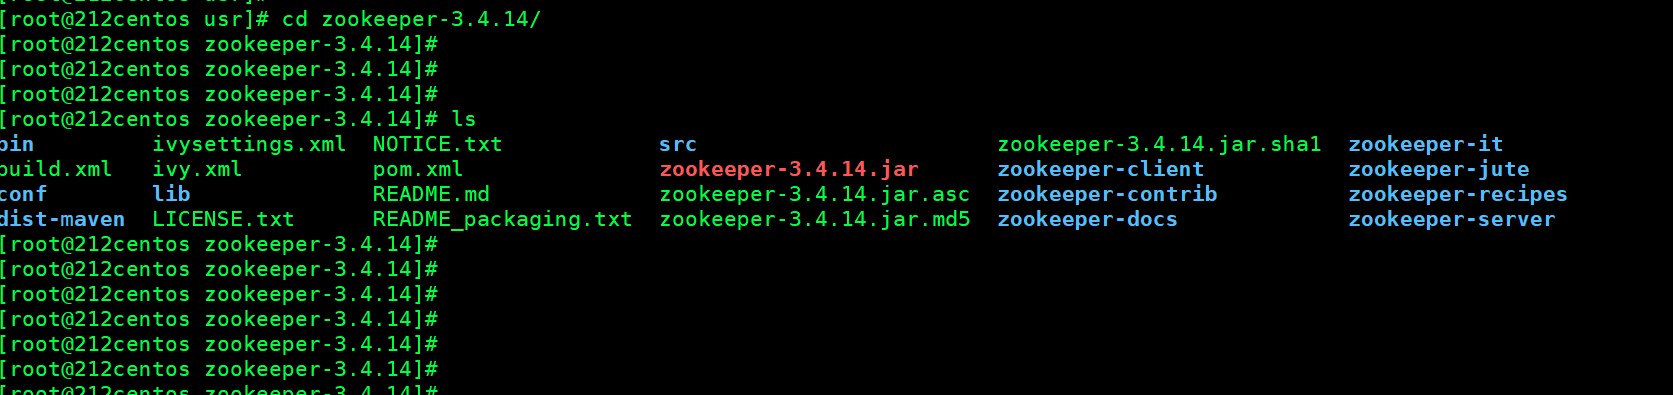 [root@212centos usr]# cd zookeeper-3.4.14/
[root@212centos zookeeper-3.4.14]#
[root@212centos zookeeper-3.4.14]#
[root@212centos zookeeper-3.4.14]#
[root@212centos zookeeper-3.4.14]# ls
bin ivysettings.xml NOTICE.txt src zookeeper-3.4.14.jar.sha1 zookeeper-it
build.xml ivy.xml pom.xml zookeeper-3.4.14.jar zookeeper-client zookeeper-jute
conf lib README.md zookeeper-3.4.14.jar.asc zookeeper-contrib zookeeper-recipes
dist-maven LICENSE.txt README_packaging.txt zookeeper-3.4.14.jar.md5 zookeeper-docs zookeeper-server
[root@212centos zookeeper-3.4.14]#
[root@212centos zookeeper-3.4.14]#
[root@212centos zookeeper-3.4.14]#
[root@212centos zookeeper-3.4.14]#
[root@212centos zookeeper-3.4.14]#
[root@212centos zookeeper-3.4.14]#
[root@212centos zookeeper-3.4.14]#